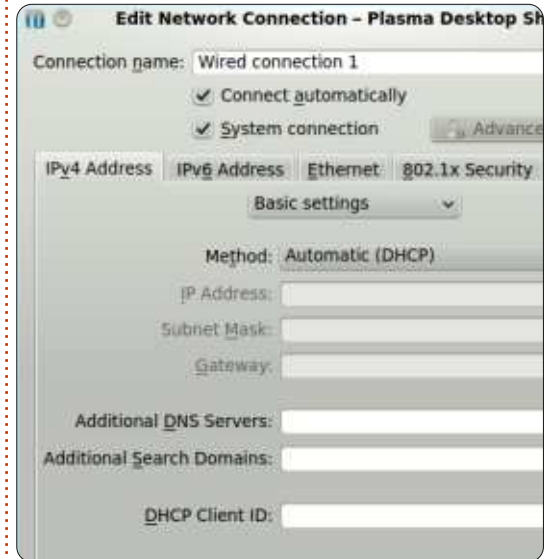 Edit Network Connection – Plasma Desktop Sh
Connection name: Wired connection 1
Connect automatically
System connection Advance
IPv4 Address IPv6 Address Ethernet 802.1x Security
Basic settings
Method: Automatic (DHCP)
IP Address:
Subnet Mask:
Gateway:
Additional DNS Servers:
Additional Search Domains:
DHCP Client ID: